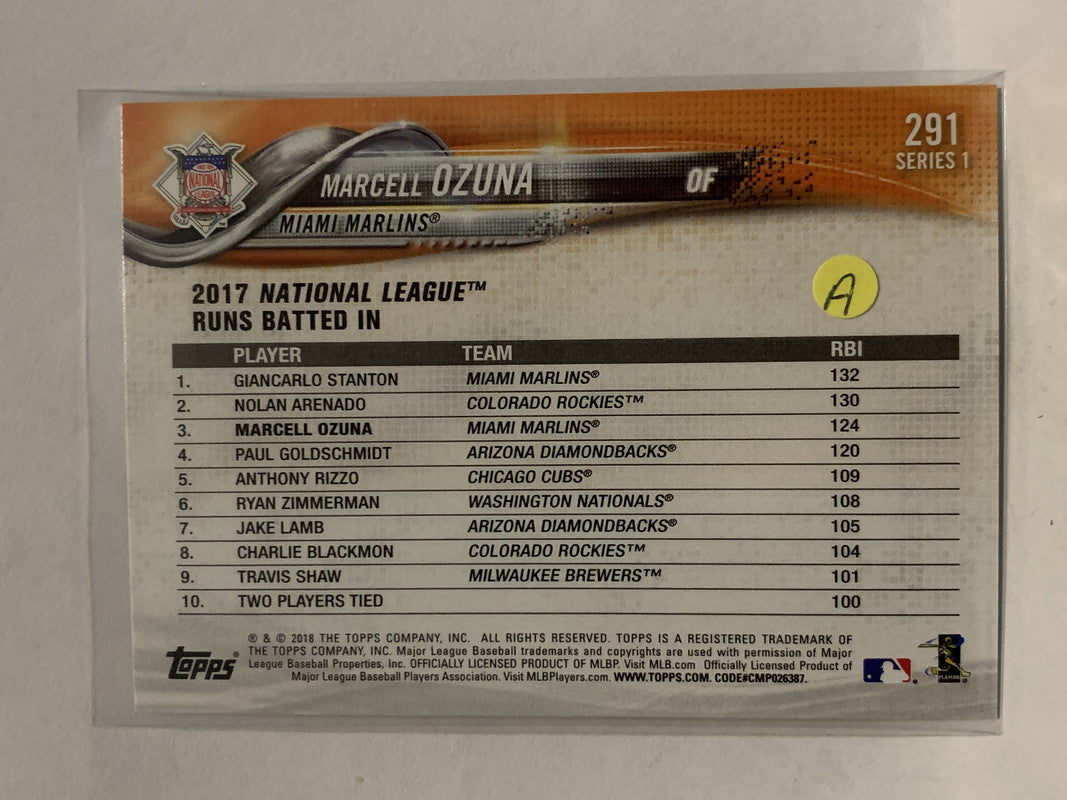 291
SERIES 1
NATIONAL
LEAGUE
MARCELL OZUNA OF
MIAMI MARLINS®
A
2017 NATIONAL LEAGUE™
RUNS BATTED IN
PLAYER TEAM RBI
1. GIANCARLO STANTON MIAMI MARLINS® 132
2. NOLAN ARENADO COLORADO ROCKIES™ 130
3. MARCELL OZUNA MIAMI MARLINS® 124
4. PAUL GOLDSCHMIDT ARIZONA DIAMONDBACKS® 120
5. ANTHONY RIZZO CHICAGO CUBS® 109
6. RYAN ZIMMERMAN WASHINGTON NATIONALS® 108
7. JAKE LAMB ARIZONA DIAMONDBACKS® 105
8. CHARLIE BLACKMON COLORADO ROCKIES™ 104
9. TRAVIS SHAW MILWAUKEE BREWERS™ 101
10. TWO PLAYERS TIED 100
® & © 2018 THE TOPPS COMPANY, INC. ALL RIGHTS RESERVED. TOPPS IS A REGISTERED TRADEMARK OF
THE TOPPS COMPANY, INC. Major League Baseball trademarks and copyrights are used with permission of Major
League Baseball Properties, Inc. OFFICIALLY LICENSED PRODUCT OF MLBP. Visit MLB.com Officially Licensed Product of
Major League Baseball Players Association. Visit MLBPlayers.com. WWW.TOPPS.COM. CODE#CMP026387.
topps®
PLAYERS